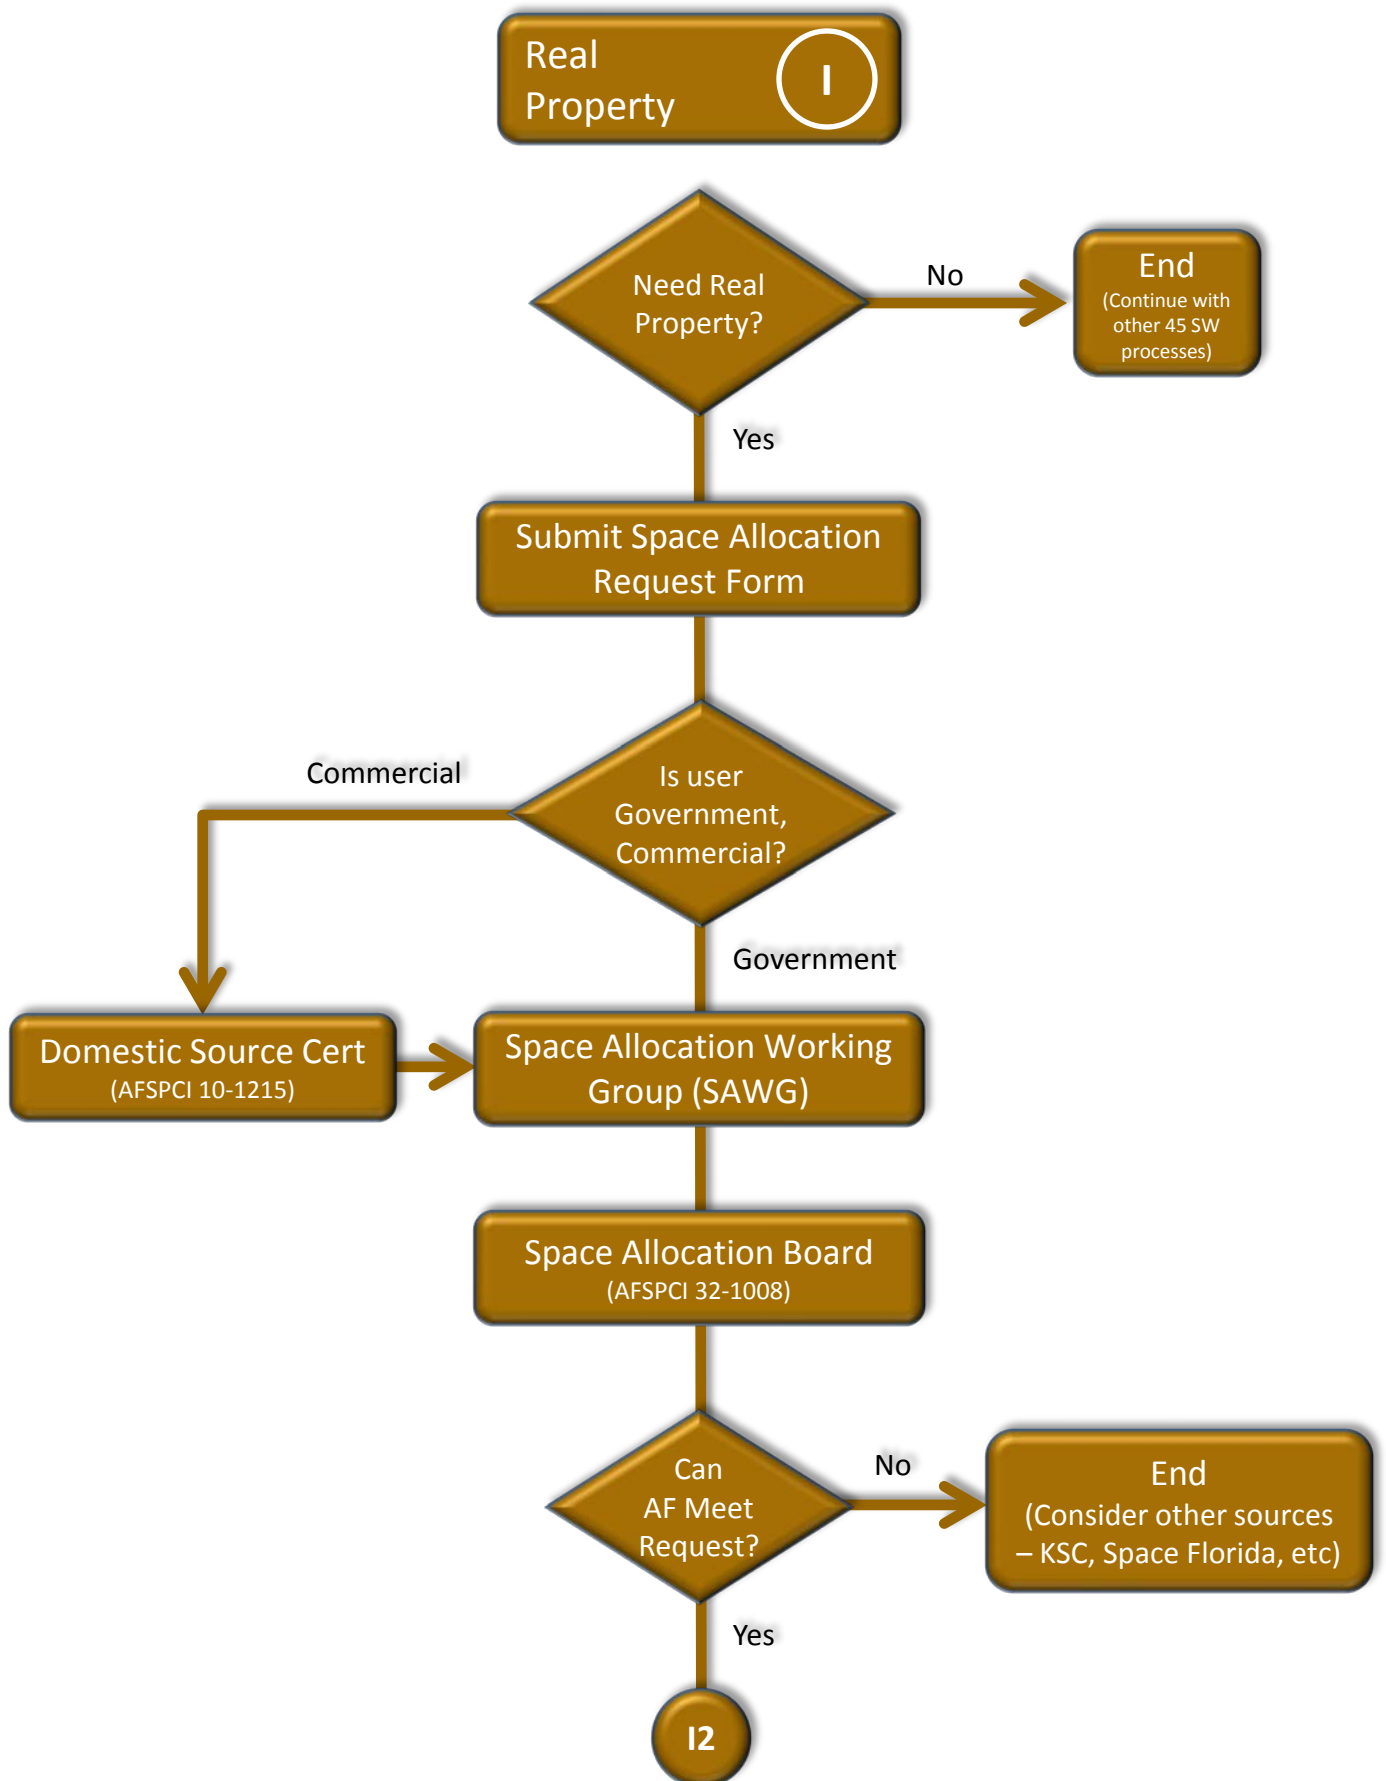 Real
Property
I
Need Real
Property?
No
End
(Continue with
other 45 SW
processes)
Yes
Submit Space Allocation
Request Form
Commercial
Is user
Government,
Commercial?
Government
Domestic Source Cert
(AFSPCI 10-1215)
Space Allocation Working
Group (SAWG)
Space Allocation Board
(AFSPCI 32-1008)
Can
AF Meet
Request?
No
End
(Consider other sources
– KSC, Space Florida, etc)
Yes
I2